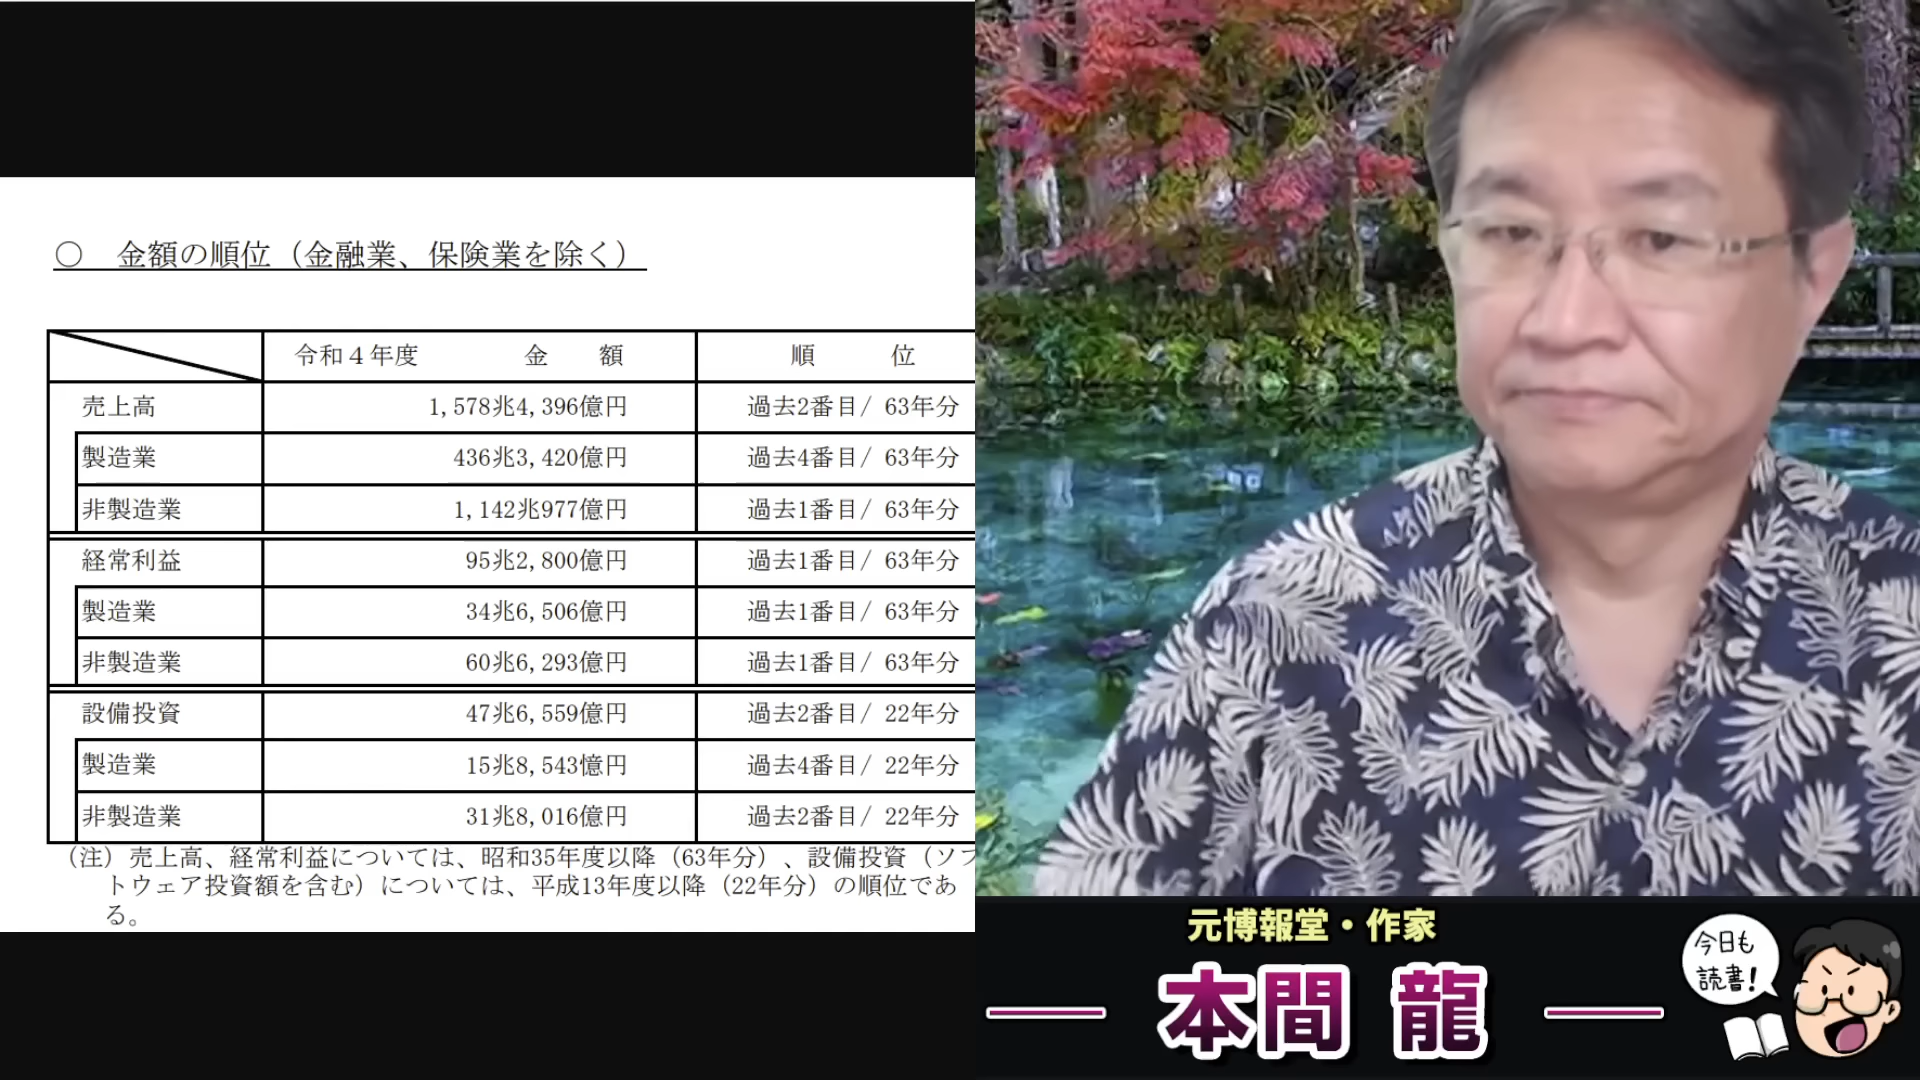 ○ 金額の順位（金融業、保険業を除く）
令和４年度 金 額 順 位
売上高 1,578兆4,396億円 過去2番目/ 63年分
製造業 436兆3,420億円 過去4番目/ 63年分
非製造業 1,142兆977億円 過去1番目/ 63年分
経常利益 95兆2,800億円 過去1番目/ 63年分
製造業 34兆6,506億円 過去1番目/ 63年分
非製造業 60兆6,293億円 過去1番目/ 63年分
設備投資 47兆6,559億円 過去2番目/ 22年分
製造業 15兆8,543億円 過去4番目/ 22年分
非製造業 31兆8,016億円 過去2番目/ 22年分
（注）売上高、経常利益については、昭和35年度以降（63年分）、設備投資（ソフ
トウェア投資額を含む）については、平成13年度以降（22年分）の順位であ
る。
元博報堂・作家
本間 龍
今日も
読書!